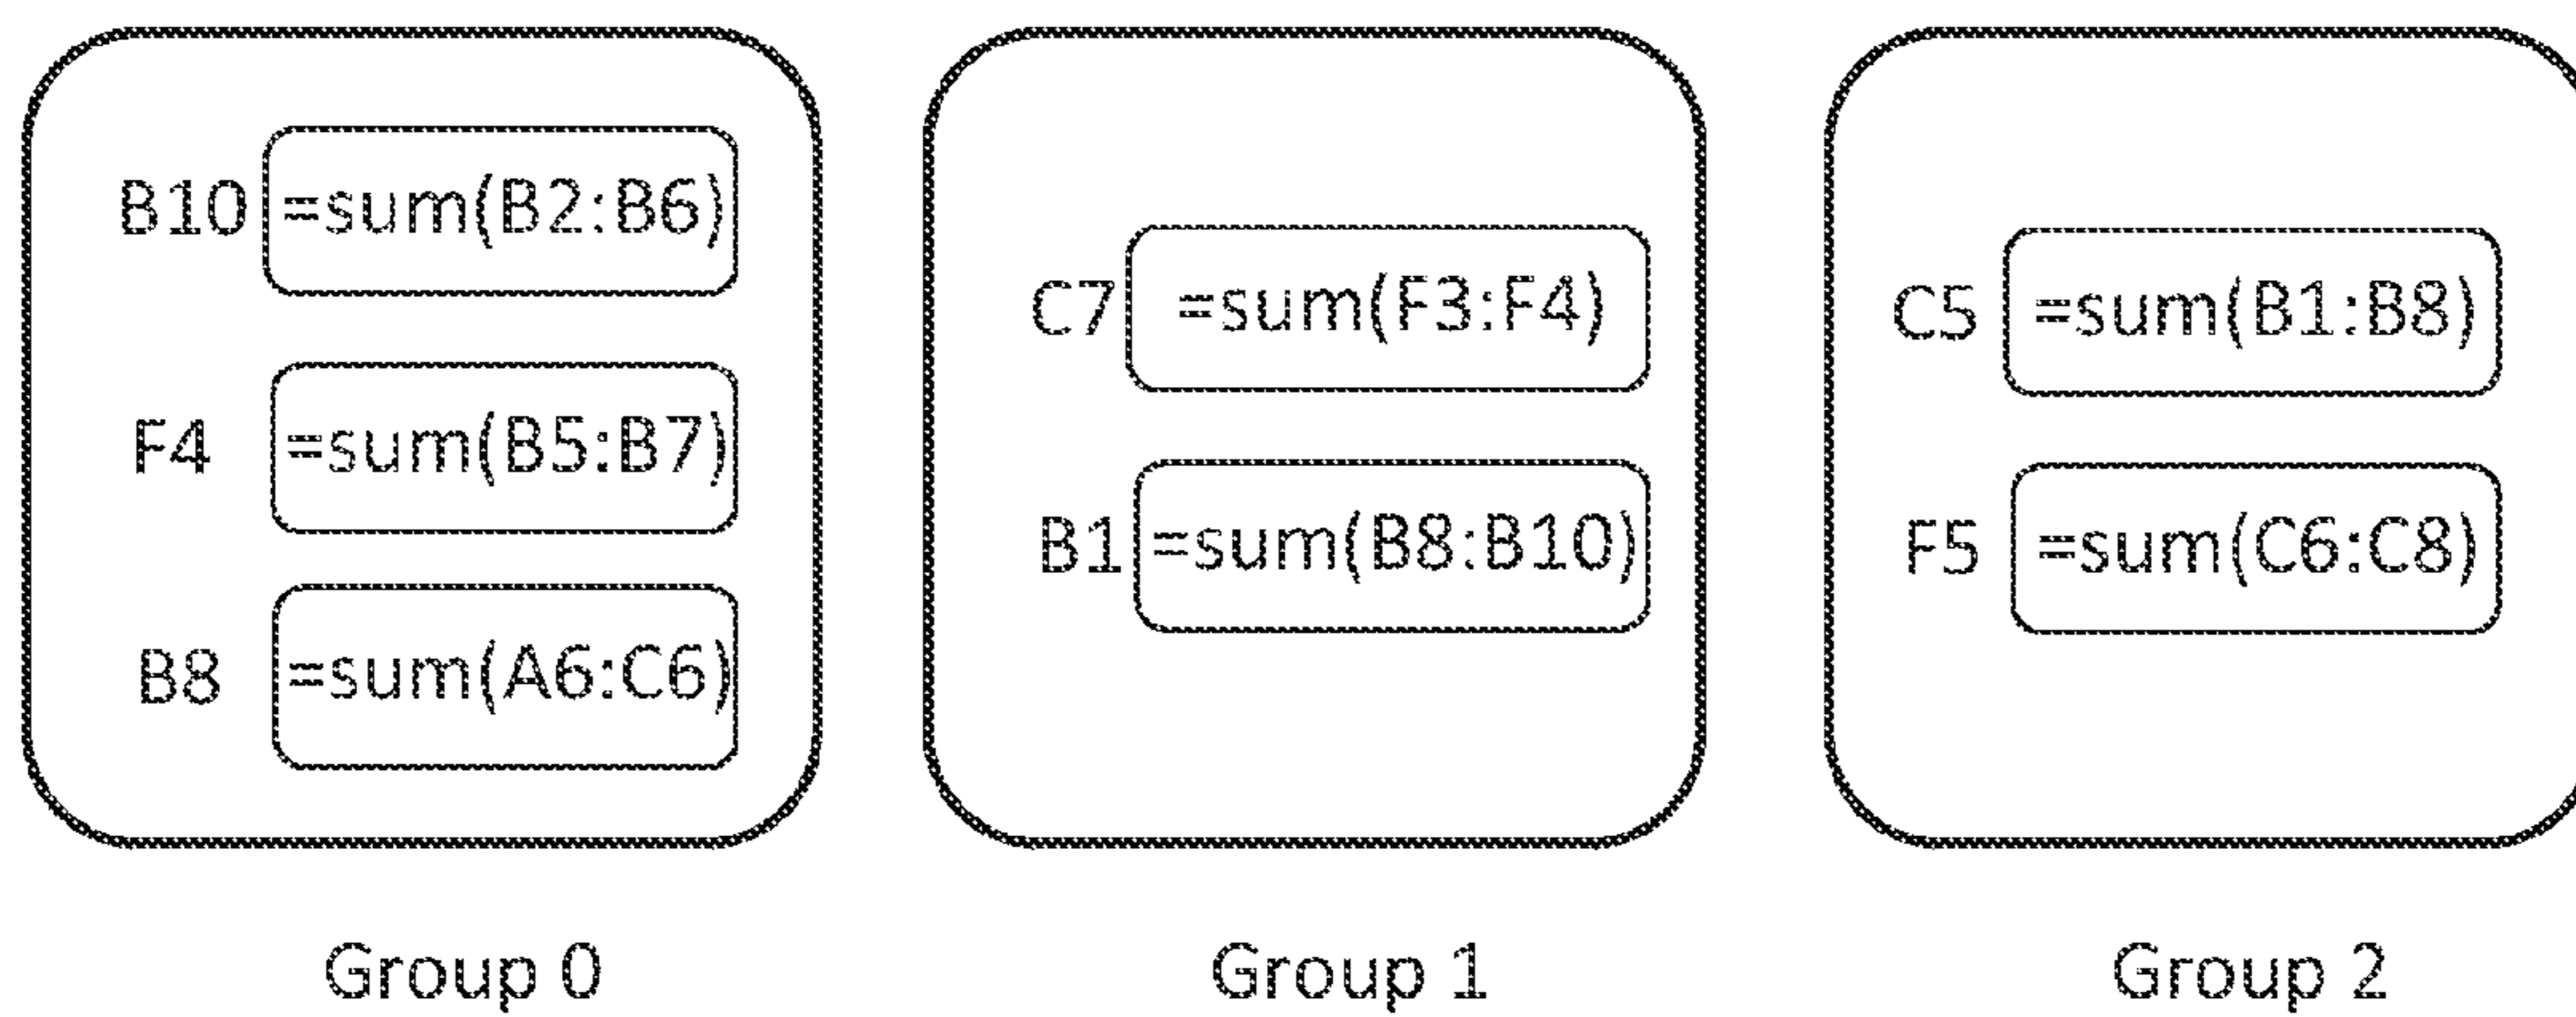 B10 =sum(B2:B6)
F4 =sum(B5:B7)
B8 =sum(A6:C6)
Group 0
C7 =sum(F3:F4)
B1 =sum(B8:B10)
Group 1
C5 =sum(B1:B8)
F5 =sum(C6:C8)
Group 2